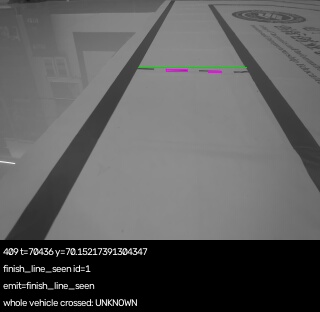 409 t=70436 y=70.15217391304347
finish_line_seen id=1
emit=finish_line_seen
whole vehicle crossed: UNKNOWN